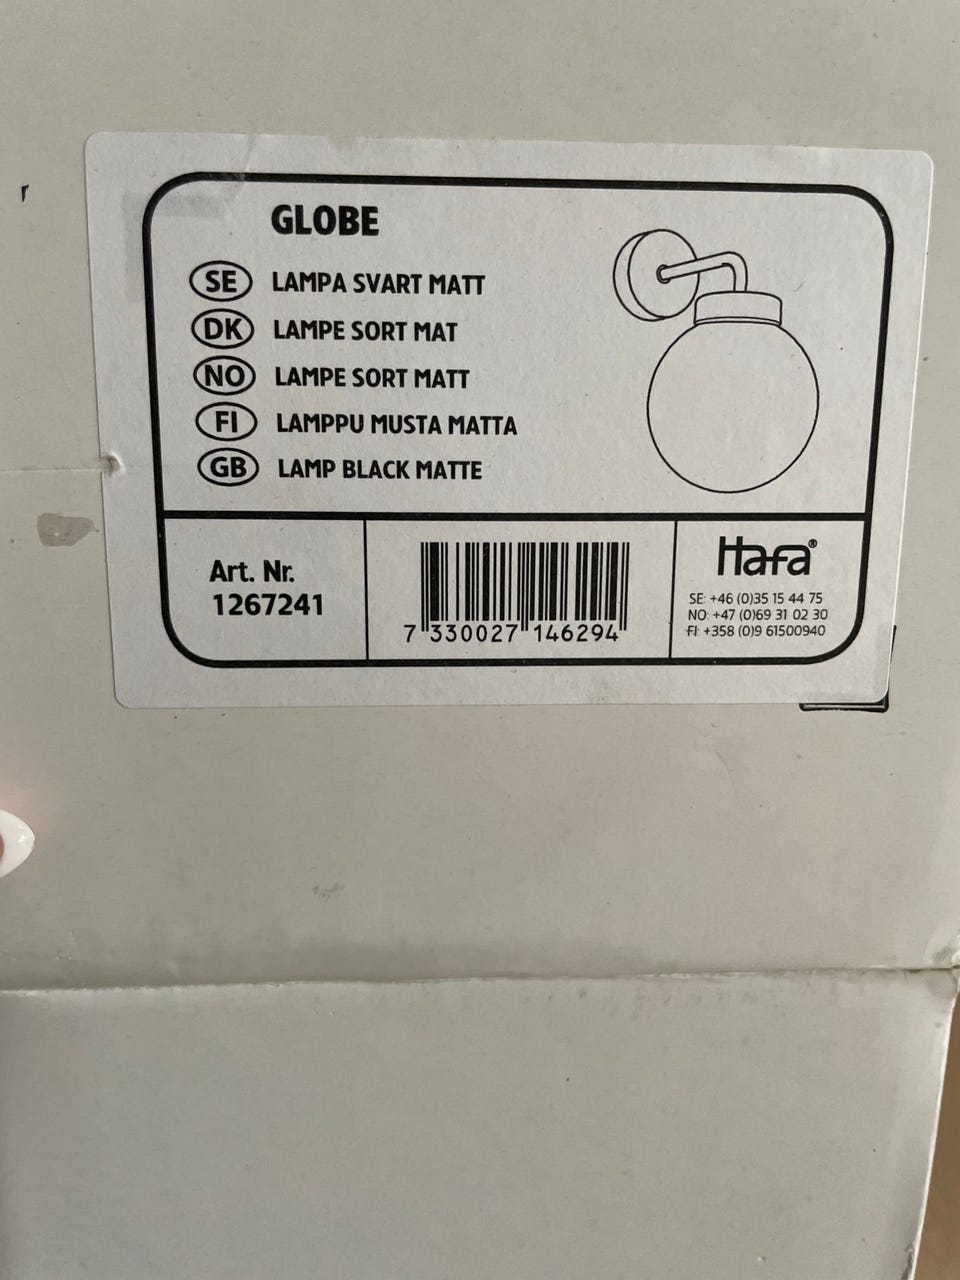 GLOBE
SE LAMPA SVART MATT
DK LAMPE SORT MAT
NO LAMPE SORT MATT
FI LAMPPU MUSTA MATTA
GB LAMP BLACK MATTE
Art. Nr.
1267241
7 330027 146294
Hafa®
SE: +46 (0)35 15 44 75
NO: +47 (0)69 31 02 30
FI: +358 (0)9 61500940